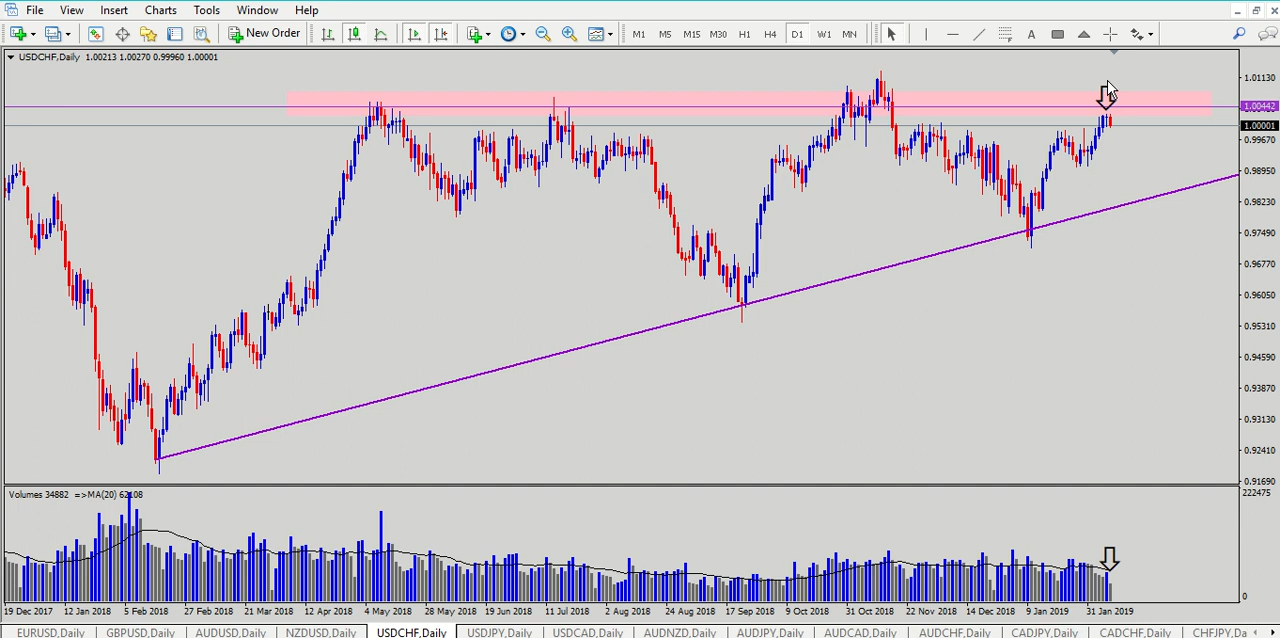 File View Insert Charts Tools Window Help
New Order A M1 M5 M15 M30 H1 H4 D1 W1 MN
USDCHF,Daily 1.00213 1.00270 0.99960 1.00001
1.01130
1.00442
1.00001
0.99670
0.98950
0.98230
0.97490
0.96770
0.96050
0.95310
0.94590
0.93870
0.93130
0.92410
0.91690
Volumes 34882 =>MA(20) 62108
222475
0
19 Dec 2017 12 Jan 2018 5 Feb 2018 27 Feb 2018 21 Mar 2018 12 Apr 2018 4 May 2018 28 May 2018 19 Jun 2018 11 Jul 2018 2 Aug 2018 24 Aug 2018 17 Sep 2018 9 Oct 2018 31 Oct 2018 22 Nov 2018 14 Dec 2018 9 Jan 2019 31 Jan 2019
EURUSD,Daily GBPUSD,Daily AUDUSD,Daily NZDUSD,Daily USDCHF,Daily USDJPY,Daily USDCAD,Daily AUDNZD,Daily AUDJPY,Daily AUDCAD,Daily AUDCHF,Daily CADJPY,Daily CADCHF,Daily CHFJPY,Da